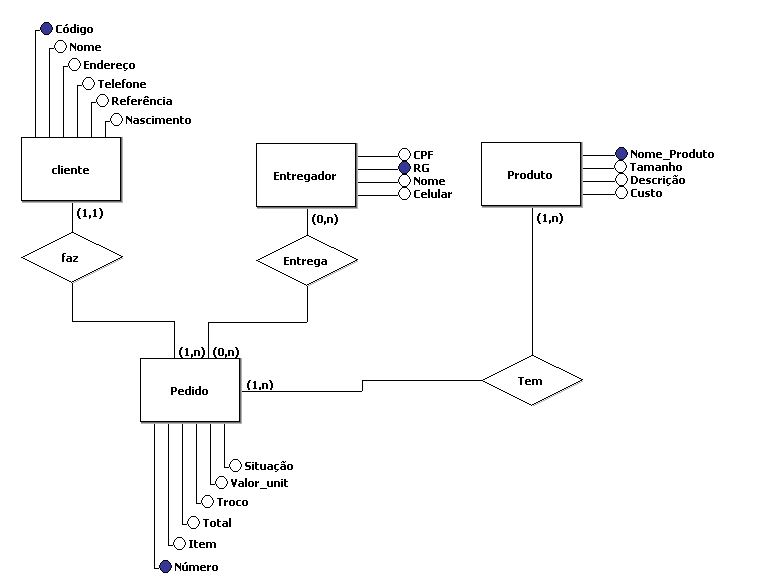 Código
Nome
Endereço
Telefone
Referência
Nascimento
cliente
(1,1)
faz
(1,n)
Entregador
CPF
RG
Nome
Celular
(0,n)
Entrega
(0,n)
Produto
Nome_Produto
Tamanho
Descrição
Custo
(1,n)
Tem
(1,n)
Pedido
Situação
Valor_unit
Troco
Total
Item
Número